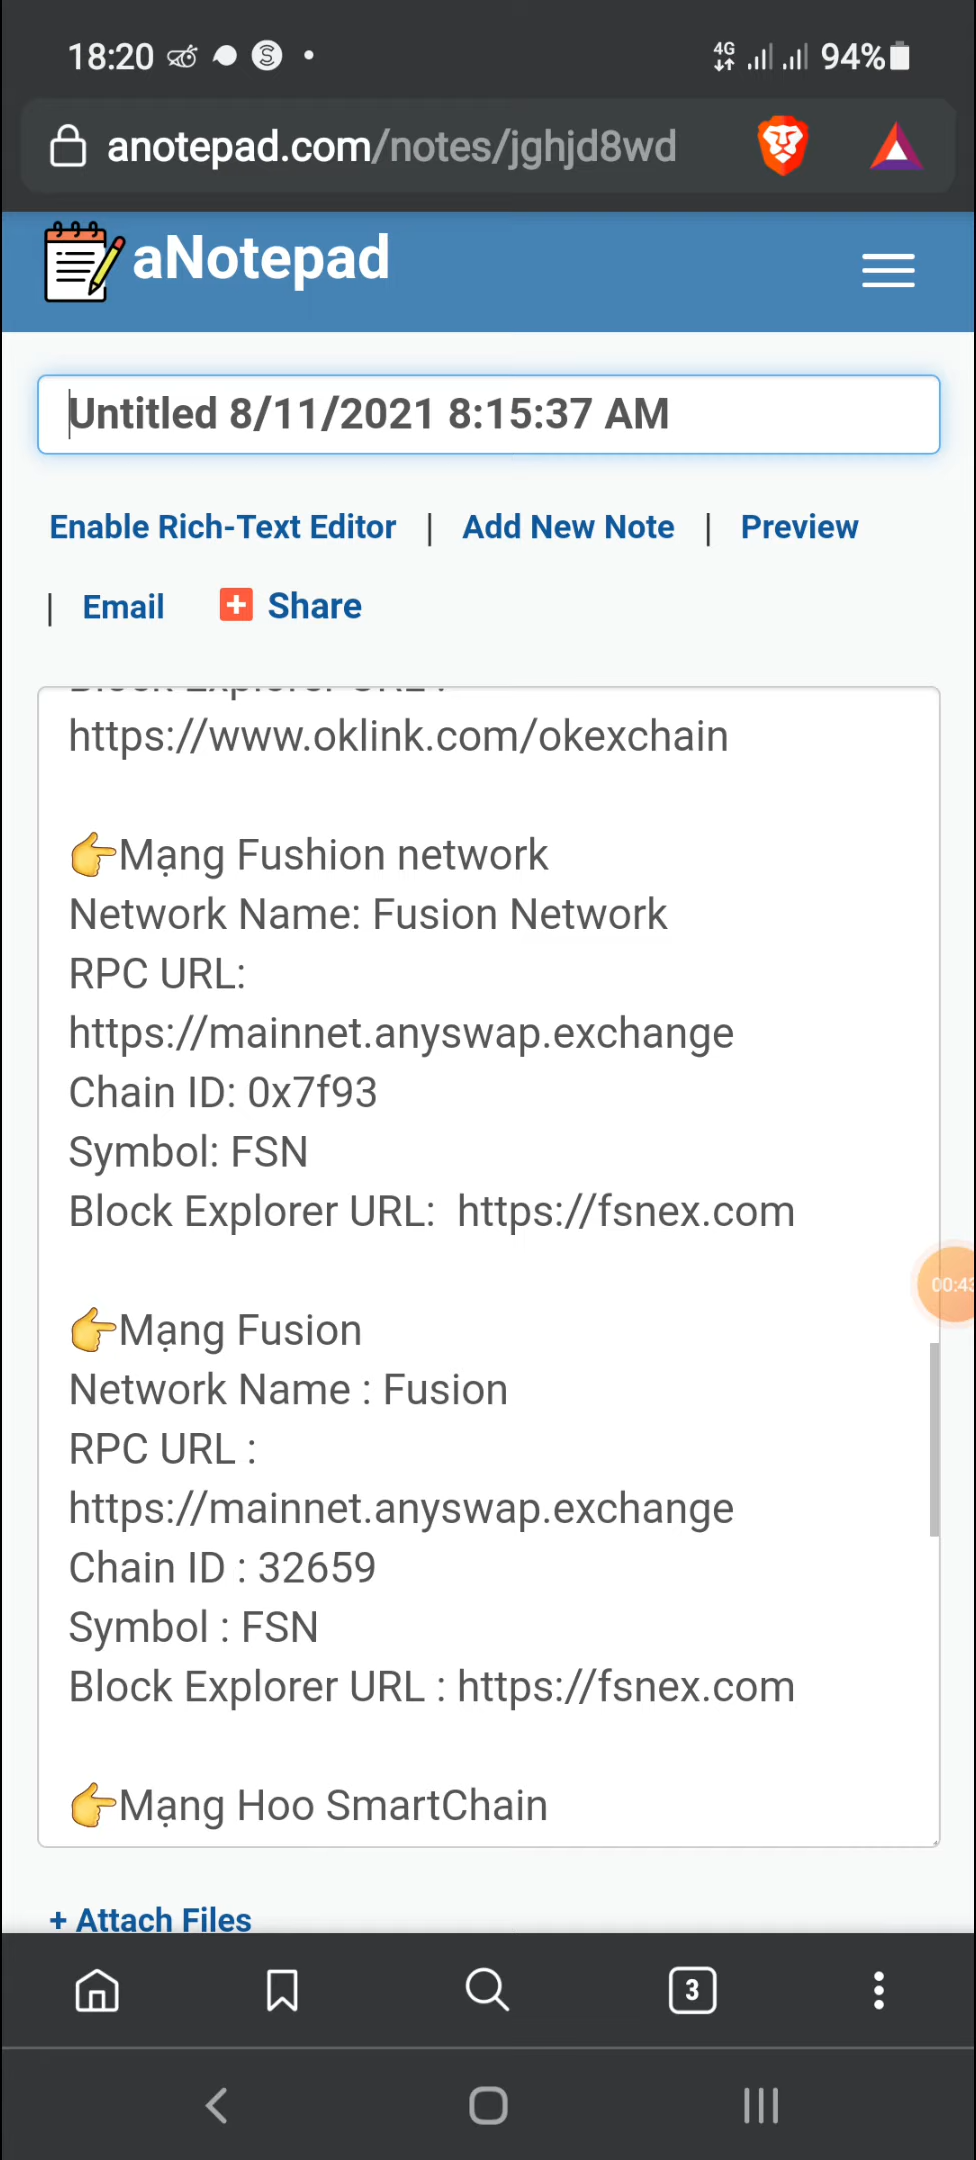 18:20
4G
94%
anotepad.com/notes/jghjd8wd
aNotepad
Untitled 8/11/2021 8:15:37 AM
Enable Rich-Text Editor | Add New Note | Preview
| Email Share
https://www.oklink.com/okexchain
👉Mạng Fushion network
Network Name: Fusion Network
RPC URL:
https://mainnet.anyswap.exchange
Chain ID: 0x7f93
Symbol: FSN
Block Explorer URL:  https://fsnex.com
00:43
👉Mạng Fusion
Network Name : Fusion
RPC URL :
https://mainnet.anyswap.exchange
Chain ID : 32659
Symbol : FSN
Block Explorer URL : https://fsnex.com
👉Mạng Hoo SmartChain
+ Attach Files
3